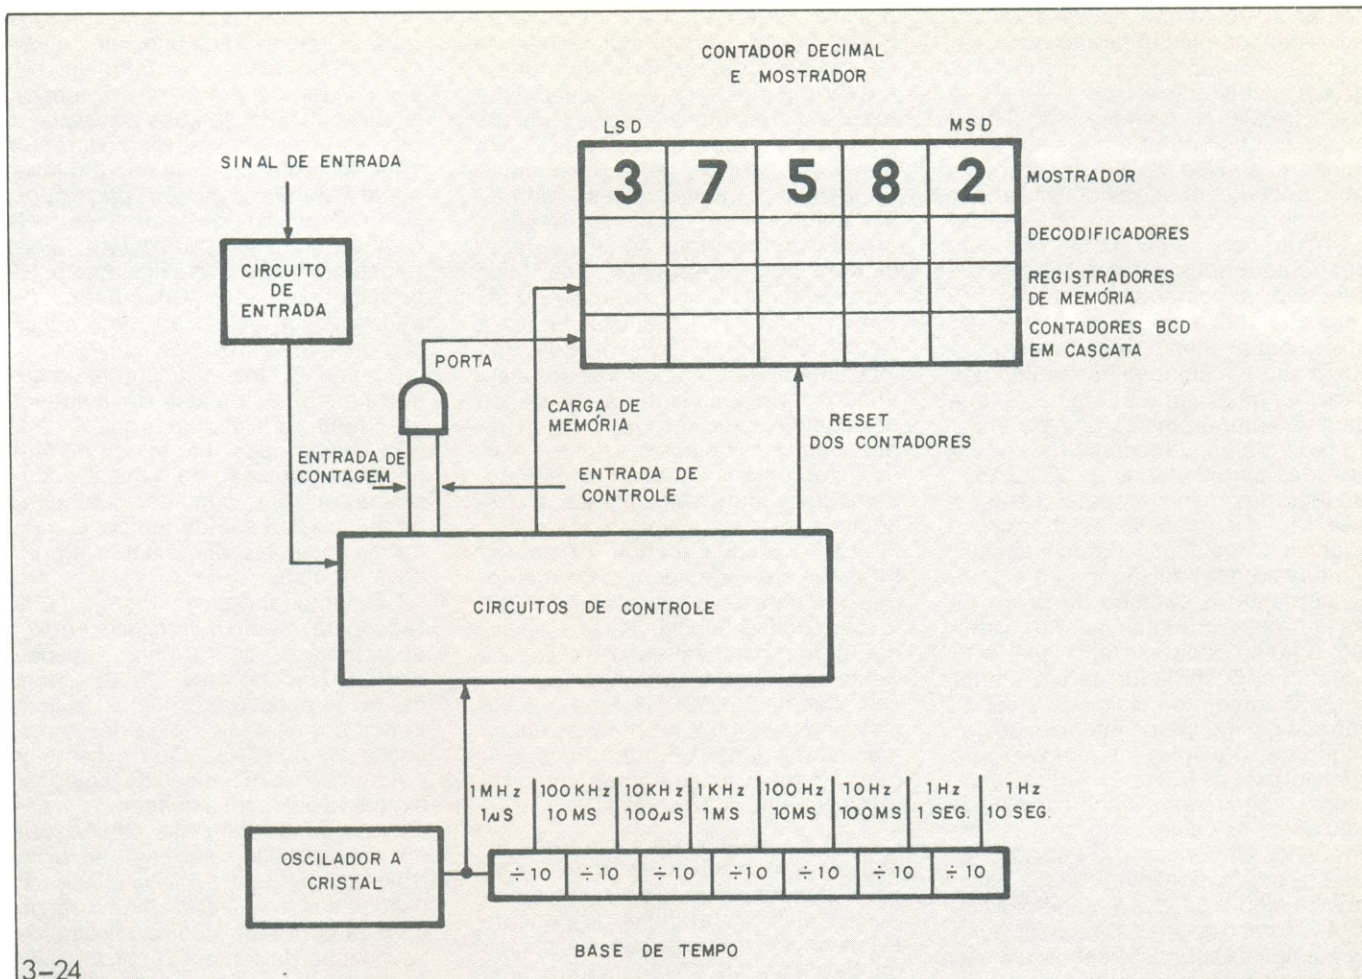 CONTADOR DECIMAL
E MOSTRADOR
LSD
MSD
SINAL DE ENTRADA
3 7 5 8 2
MOSTRADOR
DECODIFICADORES
CIRCUITO
DE
ENTRADA
REGISTRADORES
DE MEMÓRIA
CONTADORES BCD
EM CASCATA
PORTA
CARGA DE
MEMÓRIA
RESET
DOS CONTADORES
ENTRADA DE
CONTAGEM
ENTRADA DE
CONTROLE
CIRCUITOS DE CONTROLE
1MHz 100KHz 10KHz 1KHz 100Hz 10Hz 1Hz 1Hz
1µS 10MS 100µS 1MS 10MS 100MS 1 SEG. 10 SEG.
OSCILADOR A
CRISTAL
÷10 ÷10 ÷10 ÷10 ÷10 ÷10 ÷10
BASE DE TEMPO
3-24